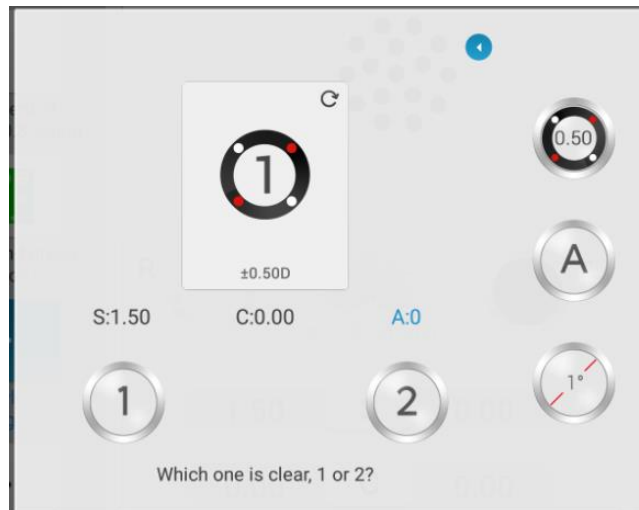 1
0.50
±0.50D
A
S:1.50 C:0.00 A:0
1 2
1°
Which one is clear, 1 or 2?